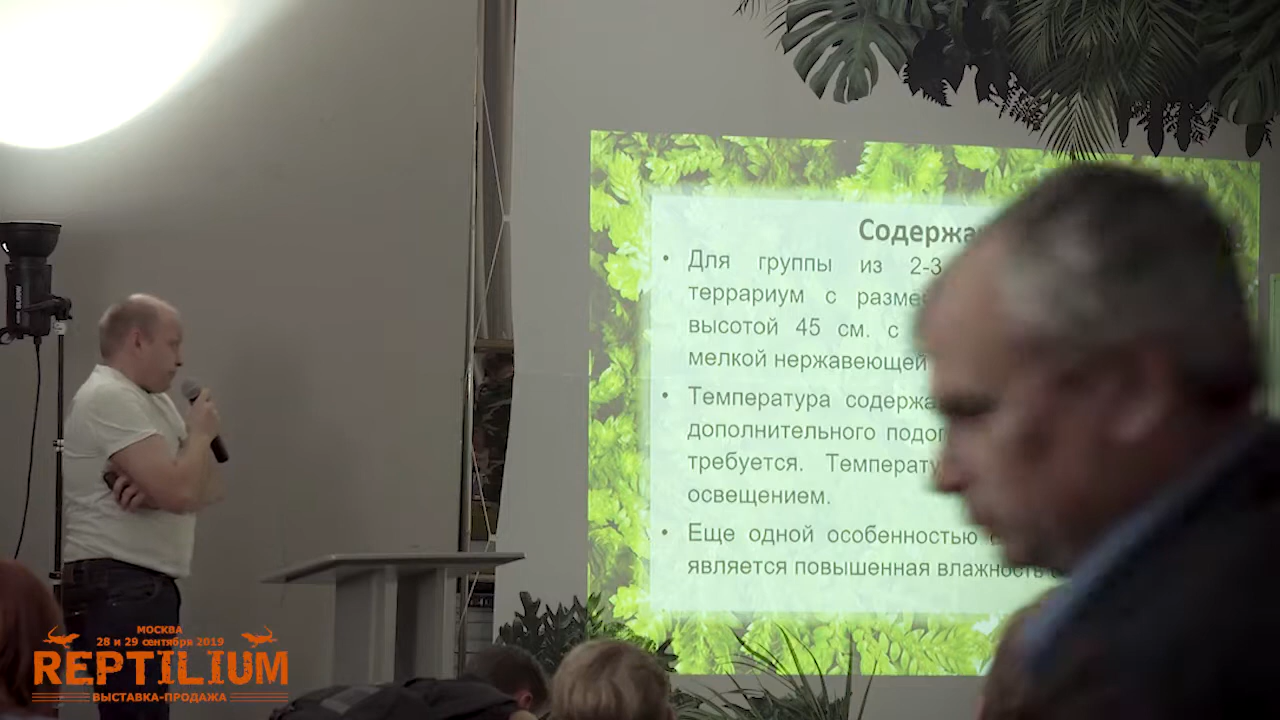 Содержа
Для группы из 2-3
террариум с разме
высотой 45 см. с
мелкой нержавеющей
Температура содержа
дополнительного подог
требуется. Температу
освещением.
Еще одной особенностью
является повышенная влажность
МОСКВА
28 и 29 сентября 2019
REPTILIUM
ВЫСТАВКА-ПРОДАЖА